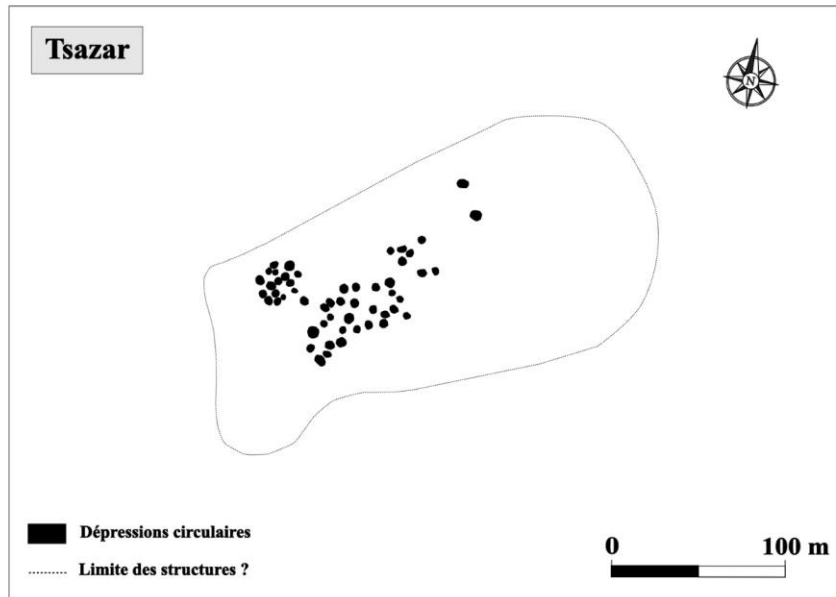 Tsazar
N
Dépressions circulaires
Limite des structures ?
0 100 m